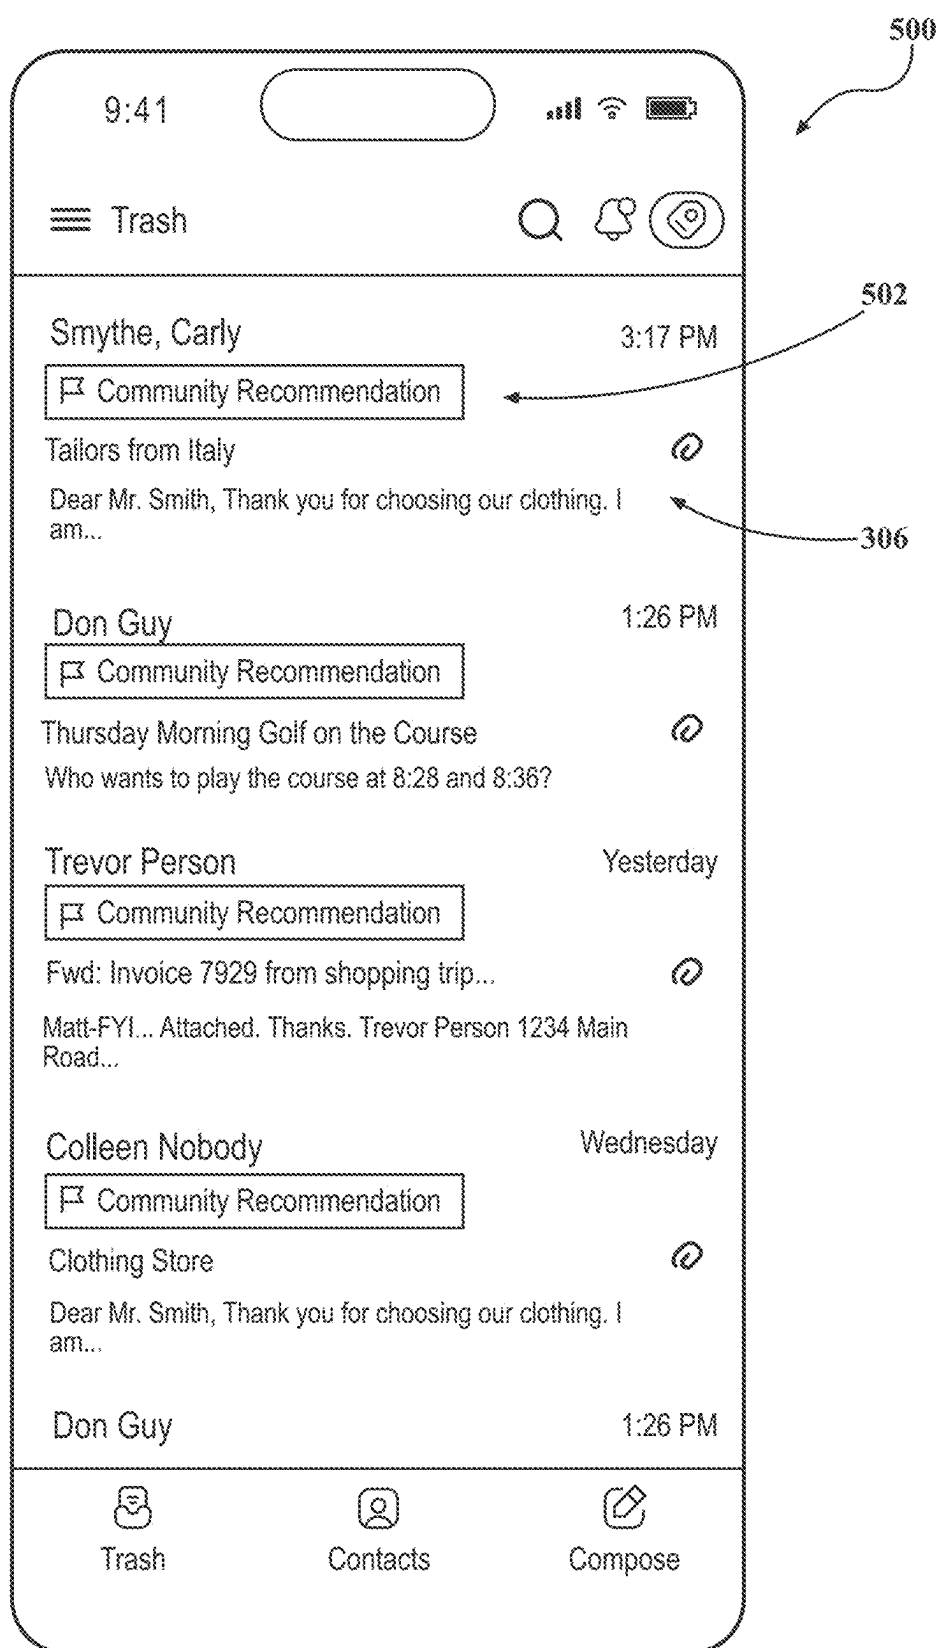 500
9:41
Trash
502
Smythe, Carly
3:17 PM
Community Recommendation
Tailors from Italy
Dear Mr. Smith, Thank you for choosing our clothing. I
am...
306
Don Guy
1:26 PM
Community Recommendation
Thursday Morning Golf on the Course
Who wants to play the course at 8:28 and 8:36?
Trevor Person
Yesterday
Community Recommendation
Fwd: Invoice 7929 from shopping trip...
Matt-FYI... Attached. Thanks. Trevor Person 1234 Main
Road...
Colleen Nobody
Wednesday
Community Recommendation
Clothing Store
Dear Mr. Smith, Thank you for choosing our clothing. I
am...
Don Guy
1:26 PM
Trash
Contacts
Compose